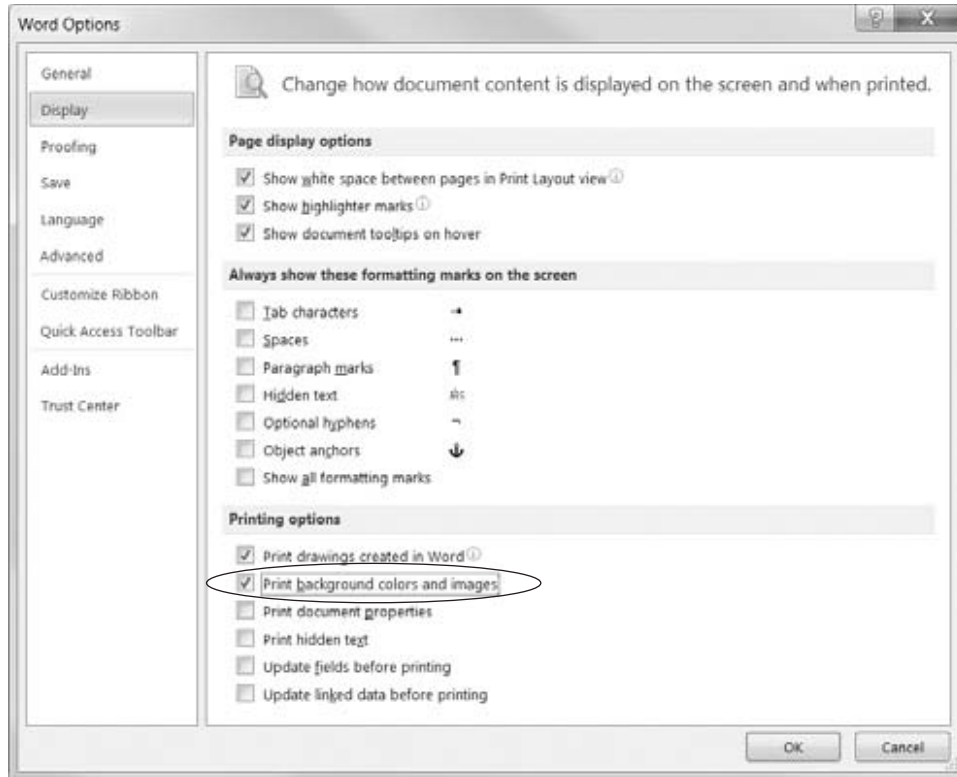 Word Options
General
Display
Proofing
Save
Language
Advanced
Customize Ribbon
Quick Access Toolbar
Add-Ins
Trust Center
Change how document content is displayed on the screen and when printed.
Page display options
Show white space between pages in Print Layout view
Show highlighter marks
Show document tooltips on hover
Always show these formatting marks on the screen
Tab characters
Spaces
Paragraph marks ¶
Hidden text abc
Optional hyphens ¬
Object anchors
Show all formatting marks
Printing options
Print drawings created in Word
Print background colors and images
Print document properties
Print hidden text
Update fields before printing
Update linked data before printing
OK Cancel